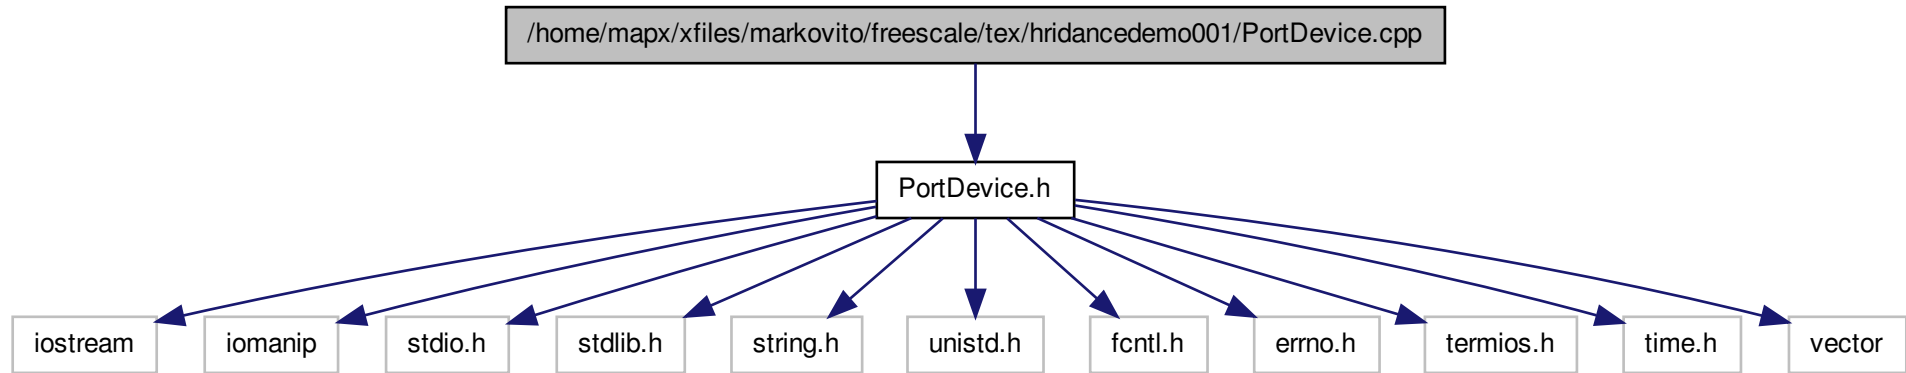 /home/mapx/xfiles/markovito/freescale/tex/hridancedemo001/PortDevice.cpp
PortDevice.h
iostream
iomanip
stdio.h
stdlib.h
string.h
unistd.h
fcntl.h
errno.h
termios.h
time.h
vector